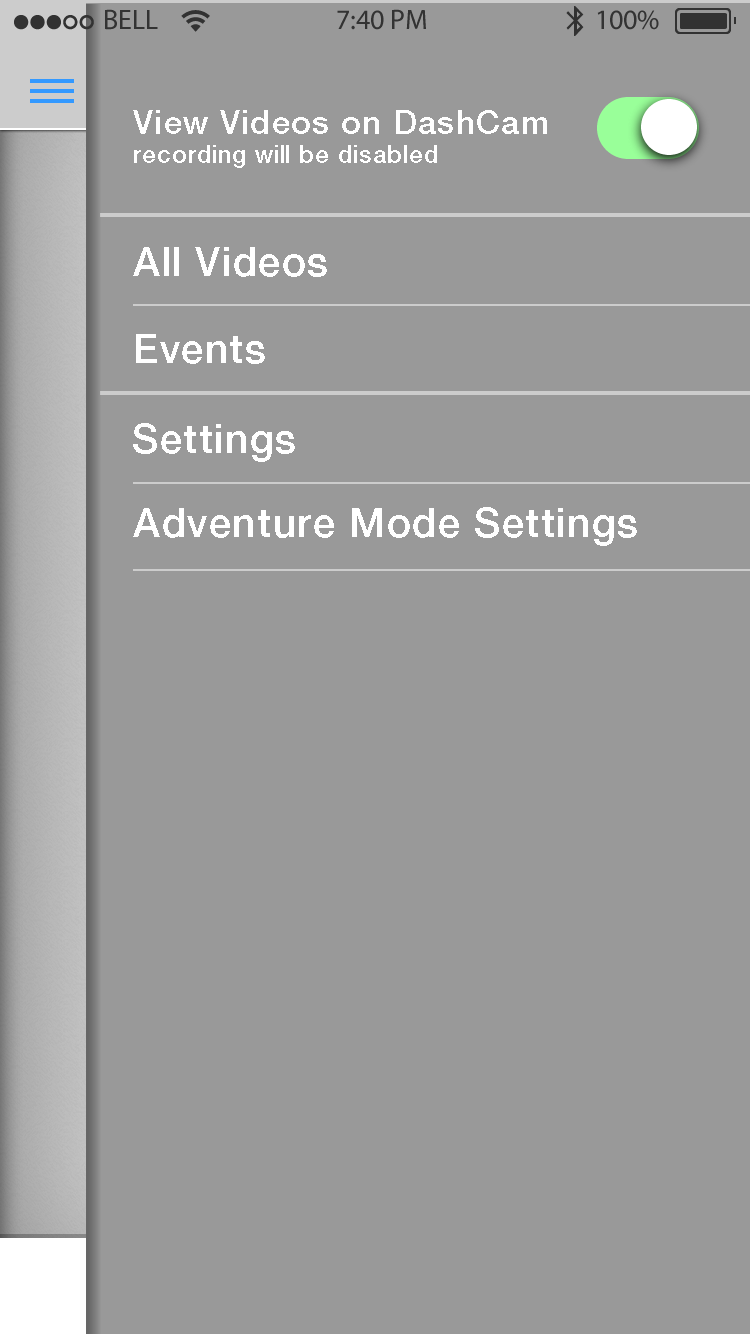 BELL 7:40 PM 100%
View Videos on DashCam
recording will be disabled
All Videos
Events
Settings
Adventure Mode Settings